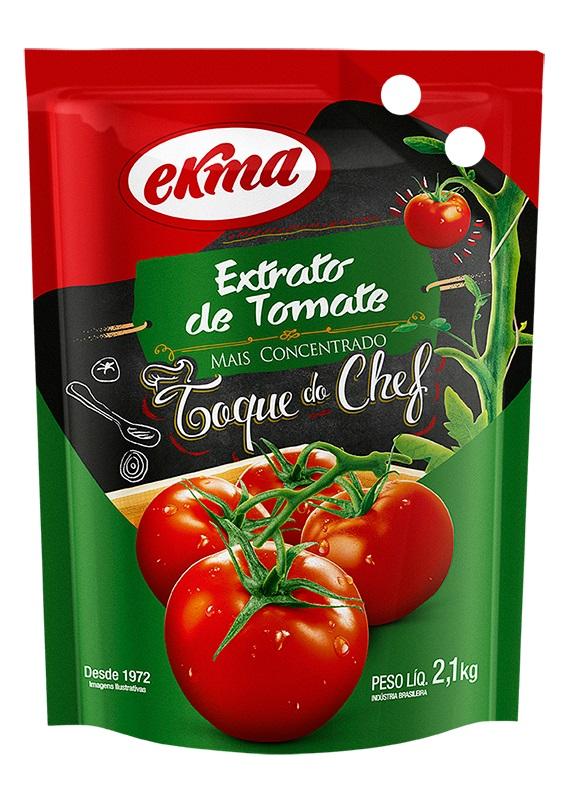 ekma
Extrato
de Tomate
MAIS CONCENTRADO
Toque do Chef
Desde 1972
Imagens Ilustrativas
PESO LÍQ. 2,1kg
INDÚSTRIA BRASILEIRA